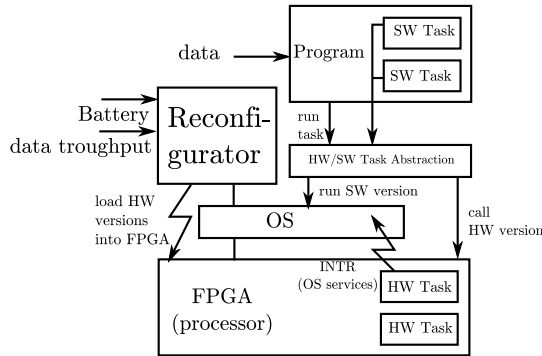 data
Program
SW Task
SW Task
Battery
data troughput
Reconfi-
gurator
run
task
HW/SW Task Abstraction
run SW version
call
HW version
load HW
versions
into FPGA
OS
INTR
(OS services)
FPGA
(processor)
HW Task
HW Task